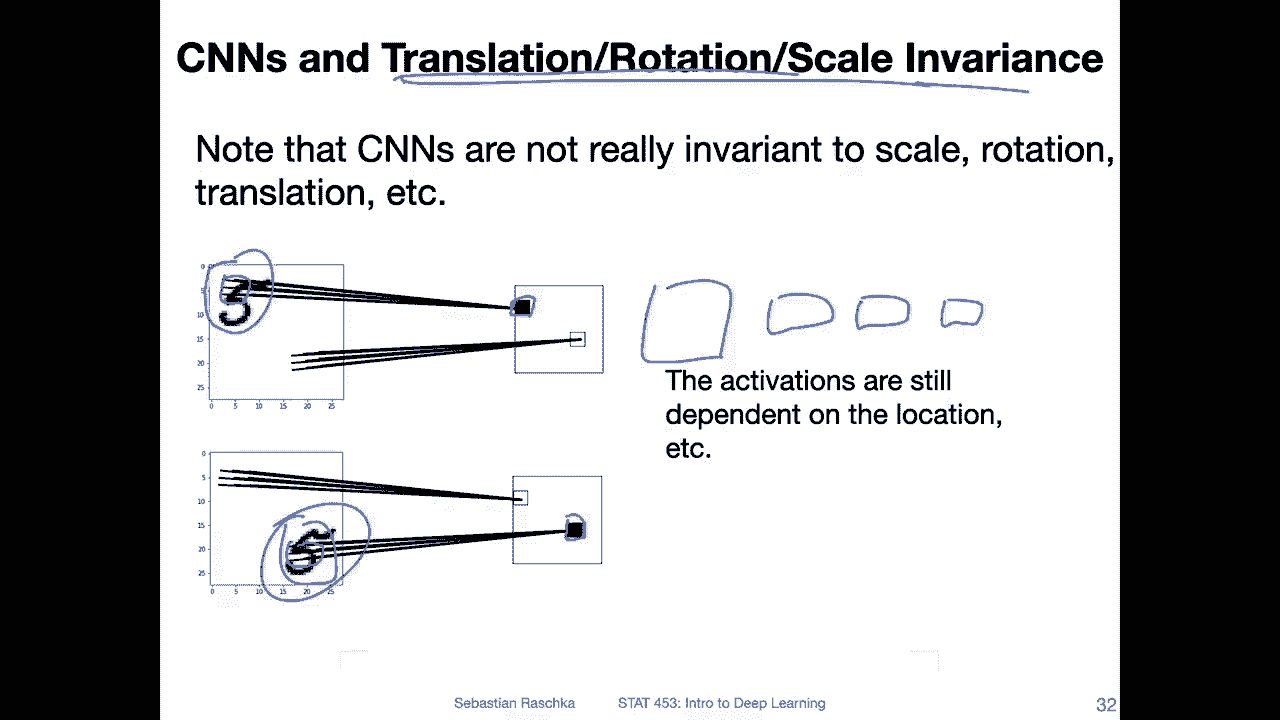 CNNs and Translation/Rotation/Scale Invariance
Note that CNNs are not really invariant to scale, rotation,
translation, etc.
0
5
10
15
20
25
0 5 10 15 20 25
5
The activations are still
dependent on the location,
etc.
0
5
10
15
20
25
0 5 10 15 20 25
5
Sebastian Raschka STAT 453: Intro to Deep Learning 32